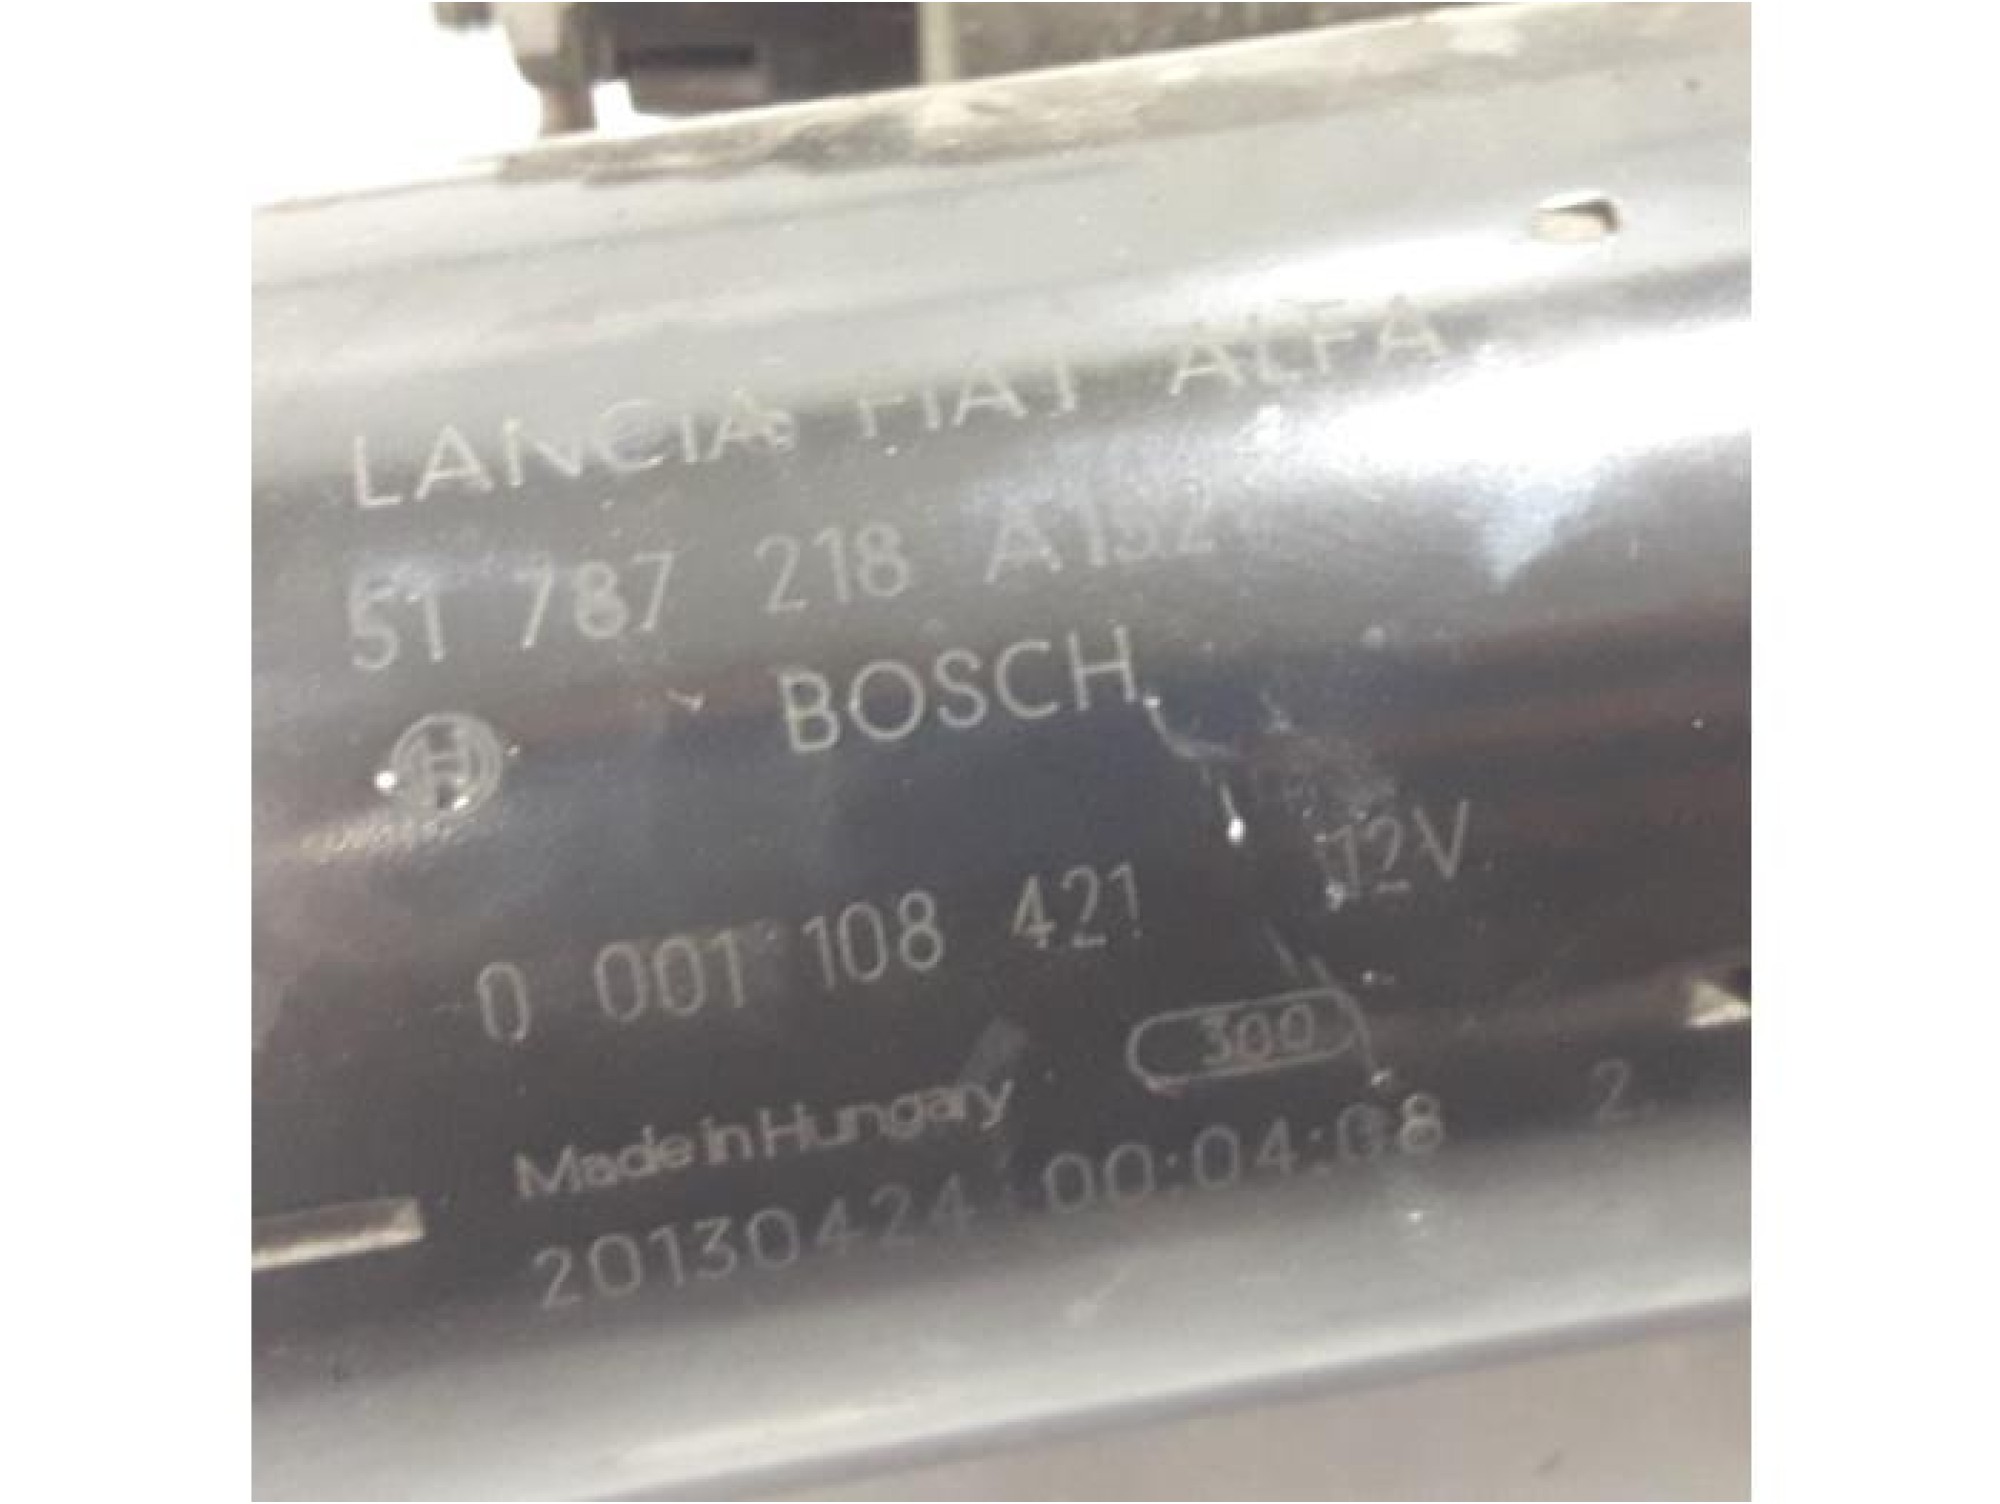 LANCIA FIAT ALFA
51 787 218 A152
BOSCH
0 001 108 421 12V
300
Made in Hungary
20130424 00:04:08 2.